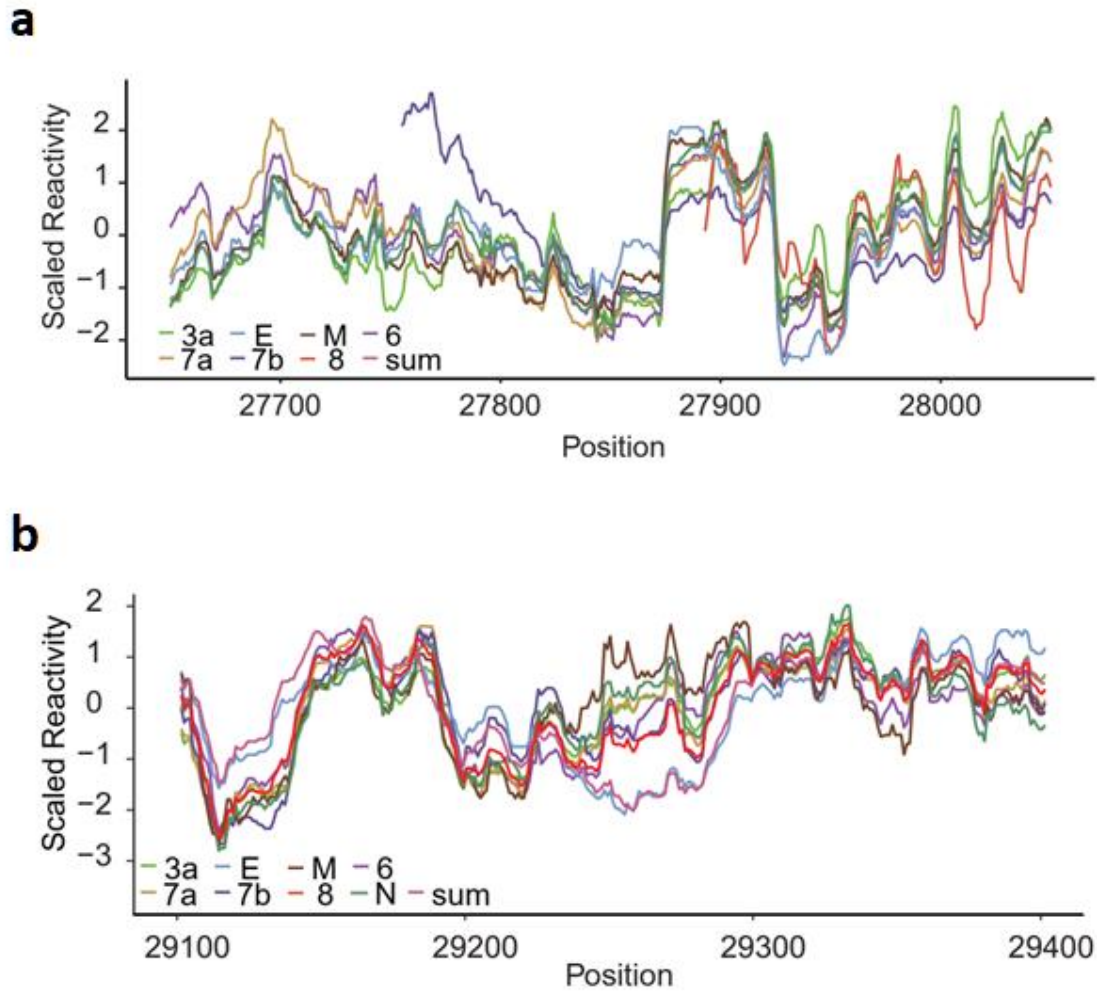 a
Scaled Reactivity
2
1
0
−1
−2
3a E M 6
7a 7b 8 sum
27700 27800 27900 28000
Position
b
Scaled Reactivity
2
1
0
−1
−2
−3
3a E M 6
7a 7b 8 N sum
29100 29200 29300 29400
Position